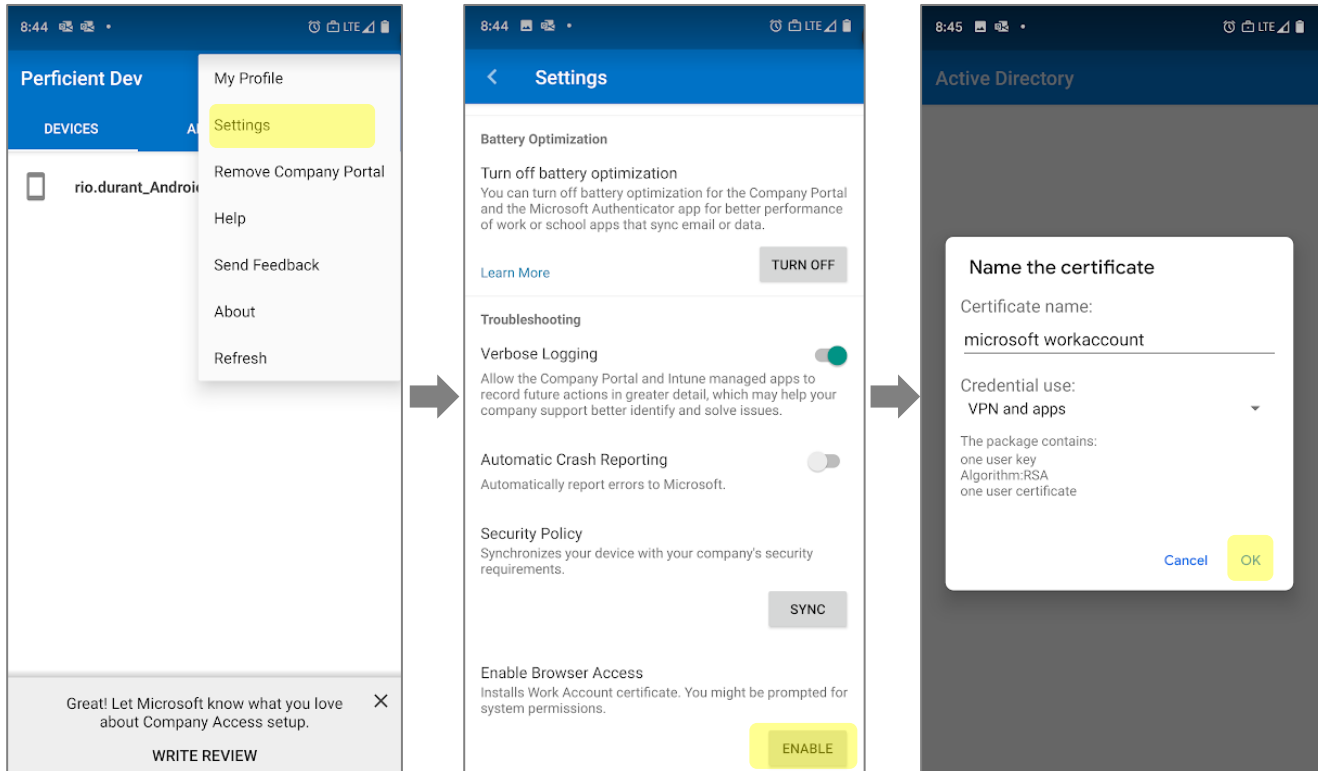 8:44
LTE
Perficient Dev
DEVICES
My Profile
Settings
Remove Company Portal
Help
Send Feedback
About
Refresh
rio.durant_Androi
Great! Let Microsoft know what you love
about Company Access setup.
WRITE REVIEW
8:44
LTE
Settings
Battery Optimization
Turn off battery optimization
You can turn off battery optimization for the Company Portal
and the Microsoft Authenticator app for better performance
of work or school apps that sync email or data.
Learn More
TURN OFF
Troubleshooting
Verbose Logging
Allow the Company Portal and Intune managed apps to
record future actions in greater detail, which may help your
company support better identify and solve issues.
Automatic Crash Reporting
Automatically report errors to Microsoft.
Security Policy
Synchronizes your device with your company's security
requirements.
SYNC
Enable Browser Access
Installs Work Account certificate. You might be prompted for
system permissions.
ENABLE
8:45
LTE
Active Directory
Name the certificate
Certificate name:
microsoft workaccount
Credential use:
VPN and apps
The package contains:
one user key
Algorithm:RSA
one user certificate
Cancel
OK